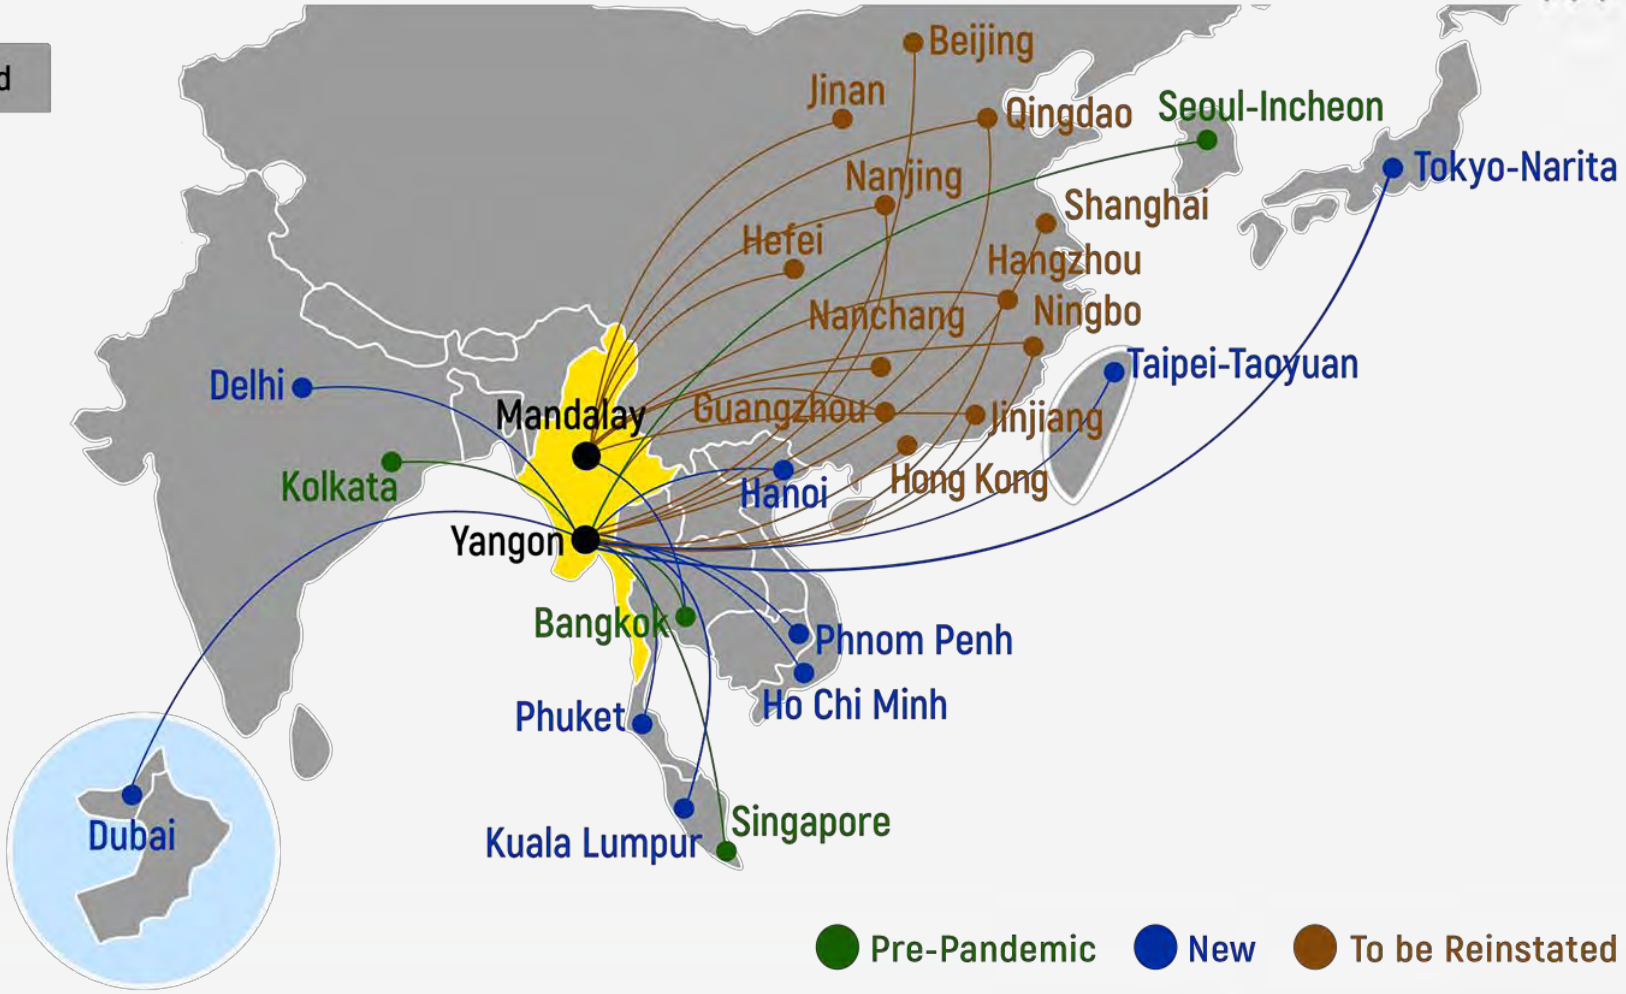 d
Beijing
Jinan
Qingdao
Seoul-Incheon
Tokyo-Narita
Nanjing
Shanghai
Hefei
Hangzhou
Nanchang
Ningbo
Taipei-Taoyuan
Delhi
Mandalay
Guangzhou
Jinjiang
Kolkata
Hanoi
Hong Kong
Yangon
Bangkok
Phnom Penh
Ho Chi Minh
Phuket
Singapore
Dubai
Kuala Lumpur
Pre-Pandemic
New
To be Reinstated